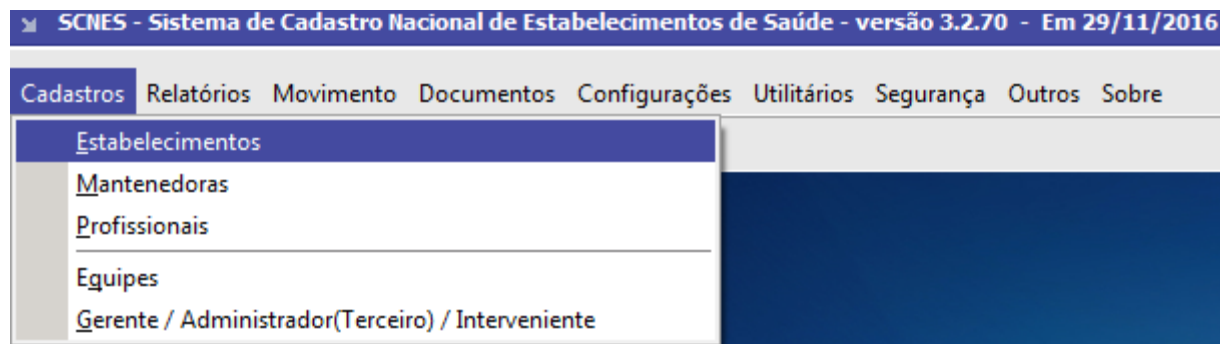 SCNES - Sistema de Cadastro Nacional de Estabelecimentos de Saúde - versão 3.2.70 - Em 29/11/2016
Cadastros Relatórios Movimento Documentos Configurações Utilitários Segurança Outros Sobre
Estabelecimentos
Mantenedoras
Profissionais
Equipes
Gerente / Administrador(Terceiro) / Interveniente